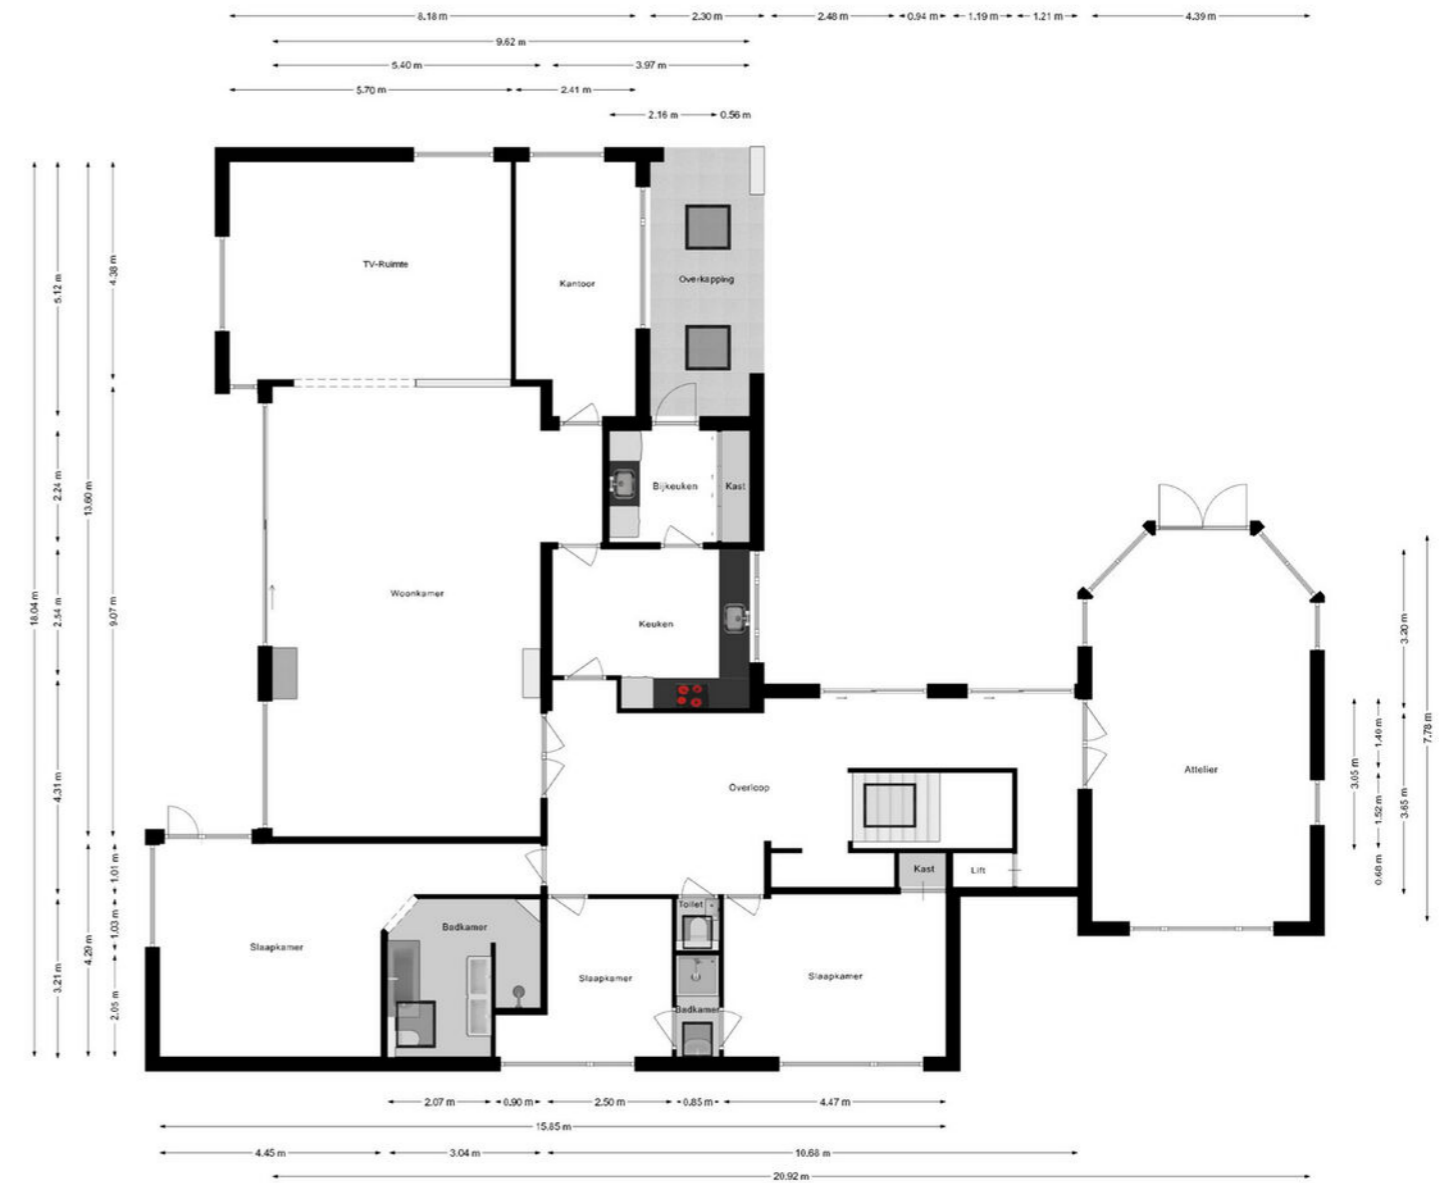 8.18 m
2.30 m
2.48 m
0.94 m
1.19 m
1.21 m
4.39 m
9.62 m
5.40 m
3.97 m
5.70 m
2.41 m
2.16 m
0.56 m
TV-Ruimte
Kantoor
Overkapping
Bijkeuken
Kast
Woonkamer
Keuken
Attelier
Overloop
Kast
Lift
Toilet
Badkamer
Slaapkamer
Slaapkamer
Slaapkamer
Badkamer
18.04 m
5.12 m
2.24 m
2.54 m
4.31 m
3.21 m
13.60 m
4.29 m
4.38 m
9.07 m
1.01 m
1.03 m
2.05 m
3.05 m
1.40 m
1.52 m
0.68 m
3.20 m
3.65 m
7.78 m
2.07 m
0.90 m
2.50 m
0.85 m
4.47 m
15.85 m
4.45 m
3.04 m
10.68 m
20.92 m